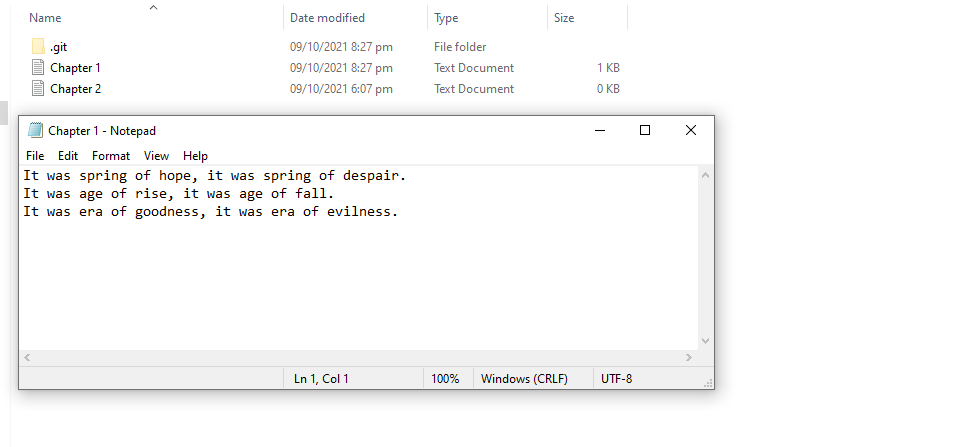 Name Date modified Type Size
.git 09/10/2021 8:27 pm File folder
Chapter 1 09/10/2021 8:27 pm Text Document 1 KB
Chapter 2 09/10/2021 6:07 pm Text Document 0 KB
Chapter 1 - Notepad
File Edit Format View Help
It was spring of hope, it was spring of despair.
It was age of rise, it was age of fall.
It was era of goodness, it was era of evilness.
Ln 1, Col 1 100% Windows (CRLF) UTF-8